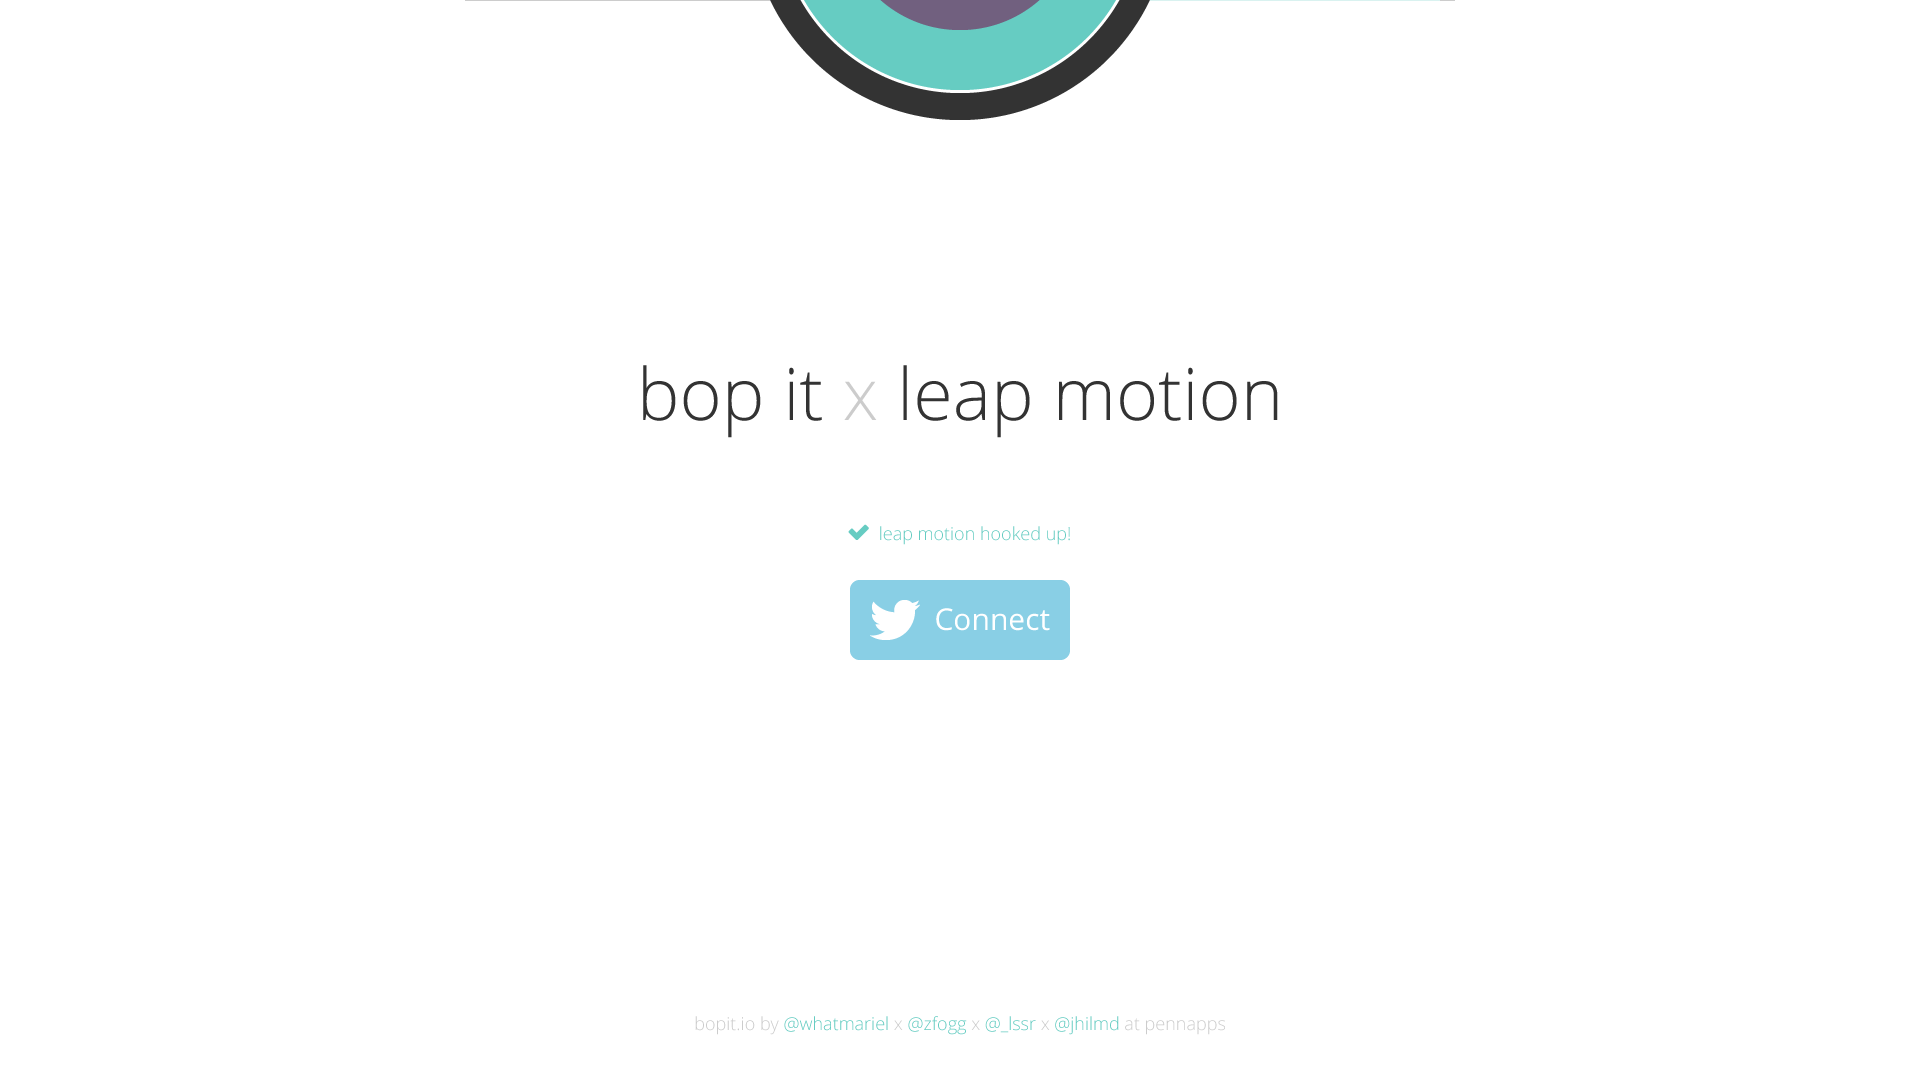 bop it x leap motion
leap motion hooked up!
Connect
bopit.io by @whatmariel x @zfogg x @_lssr x @jhilmd at pennapps